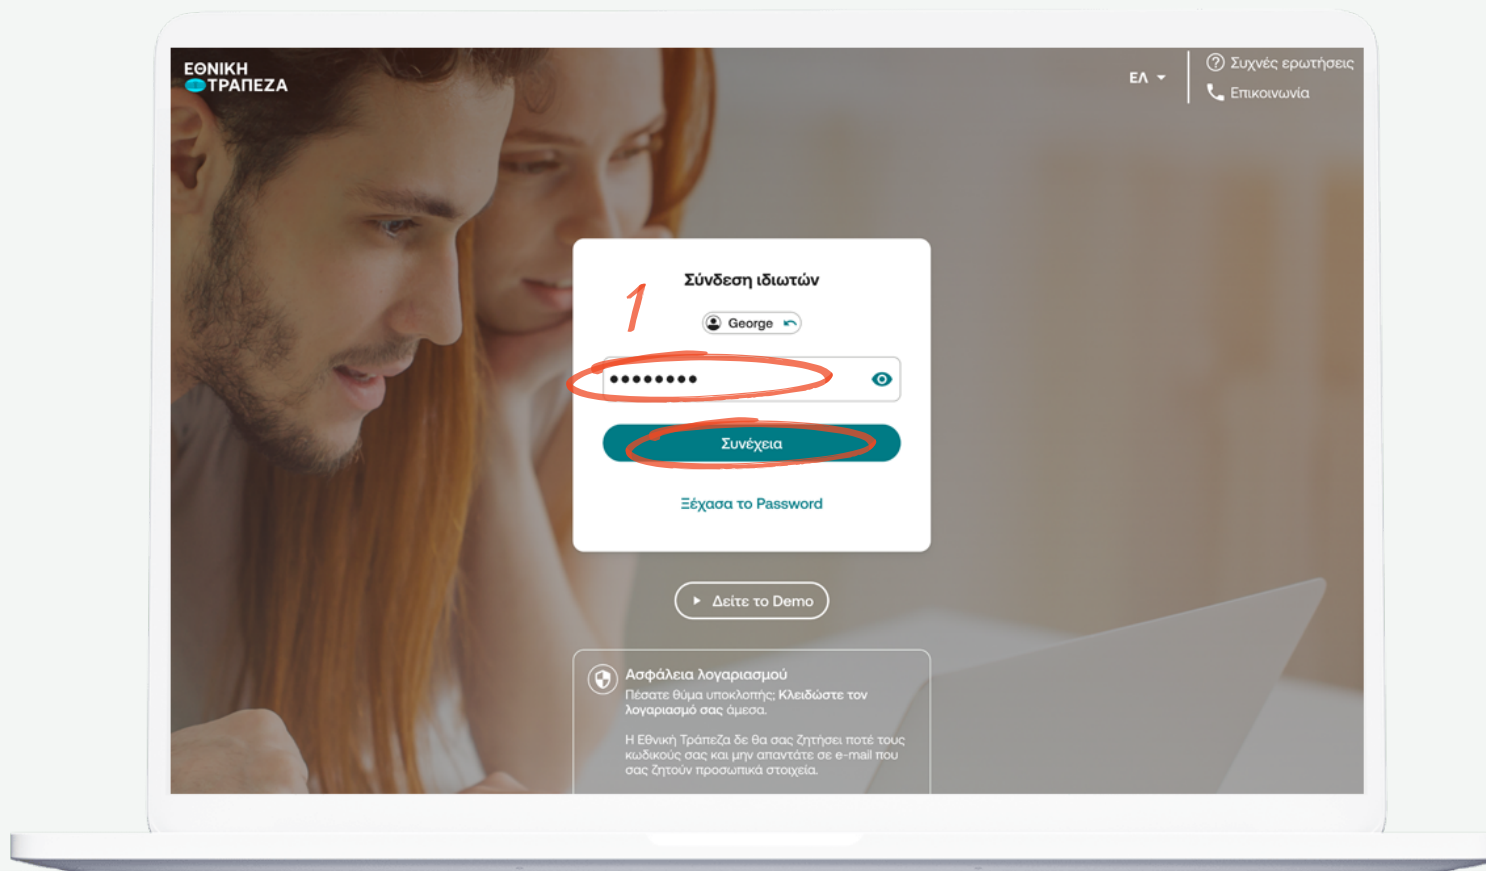 ΕΘΝΙΚΗ
ΤΡΑΠΕΖΑ
ΕΛ
Συχνές ερωτήσεις
Επικοινωνία
Σύνδεση ιδιωτών
1
George
Συνέχεια
Ξέχασα το Password
Δείτε το Demo
Ασφάλεια λογαριασμού
Πέσατε θύμα υποκλοπής; Κλειδώστε τον
λογαριασμό σας άμεσα.
Η Εθνική Τράπεζα δε θα σας ζητήσει ποτέ τους
κωδικούς σας και μην απαντάτε σε e-mail που
σας ζητούν προσωπικά στοιχεία.